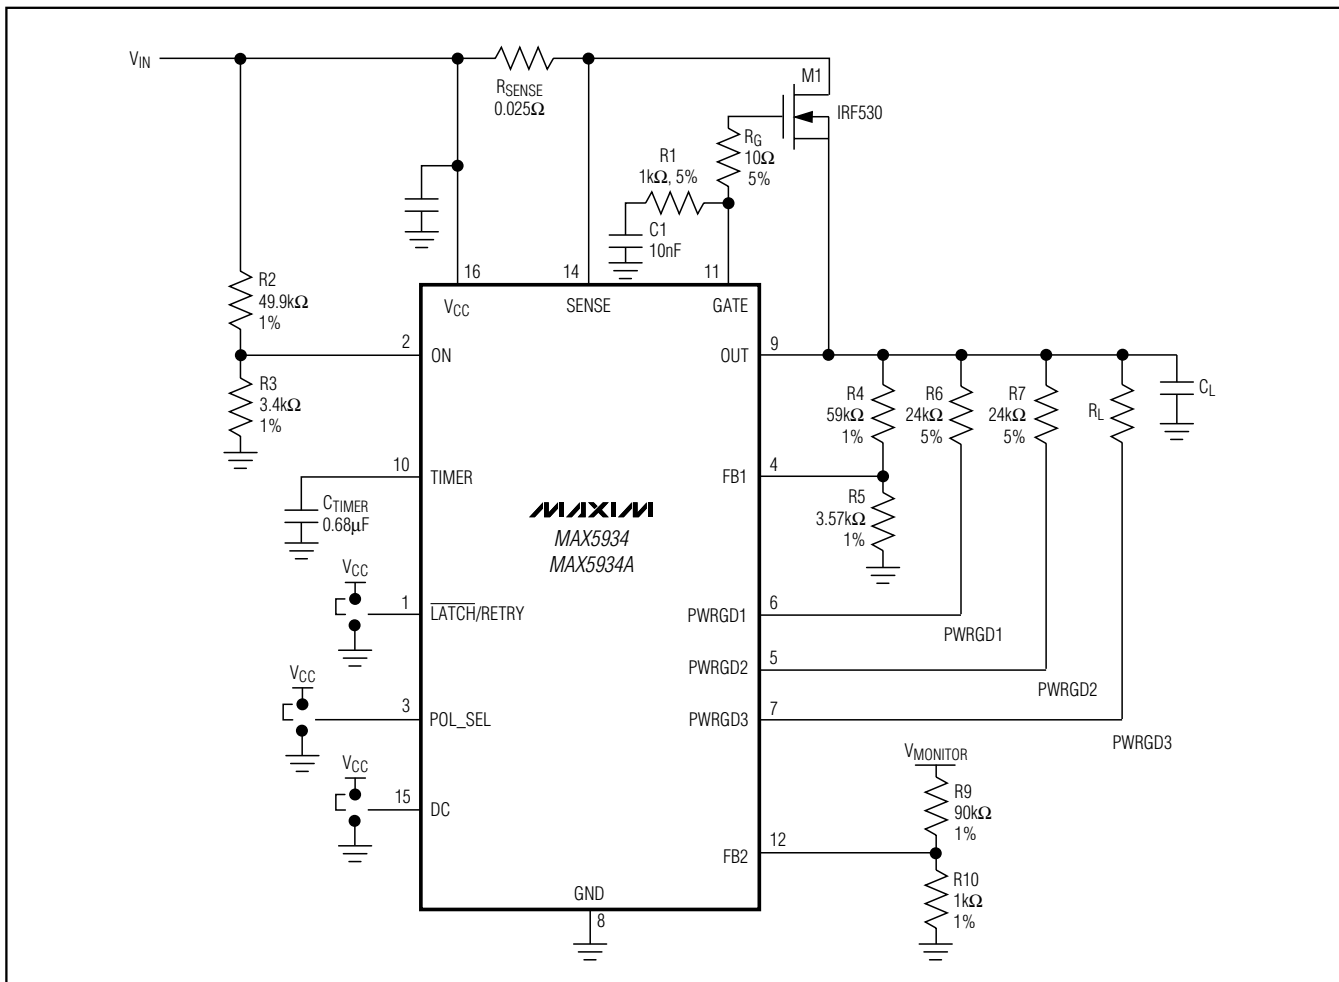 V_IN
R_SENSE
0.025Ω
M1
IRF530
R_G
10Ω
5%
R1
1kΩ, 5%
C1
10nF
16
14
11
V_CC
SENSE
GATE
R2
49.9kΩ
1%
2
ON
OUT
9
R3
3.4kΩ
1%
R4
59kΩ
1%
R6
24kΩ
5%
R7
24kΩ
5%
R_L
C_L
10
TIMER
FB1
4
C_TIMER
0.68µF
R5
3.57kΩ
1%
MAXIM
MAX5934
MAX5934A
V_CC
1
L̅A̅T̅C̅H̅/RETRY
PWRGD1
6
PWRGD1
PWRGD2
5
PWRGD2
V_CC
3
POL_SEL
PWRGD3
7
PWRGD3
V_CC
15
DC
V_MONITOR
R9
90kΩ
1%
FB2
12
R10
1kΩ
1%
GND
8